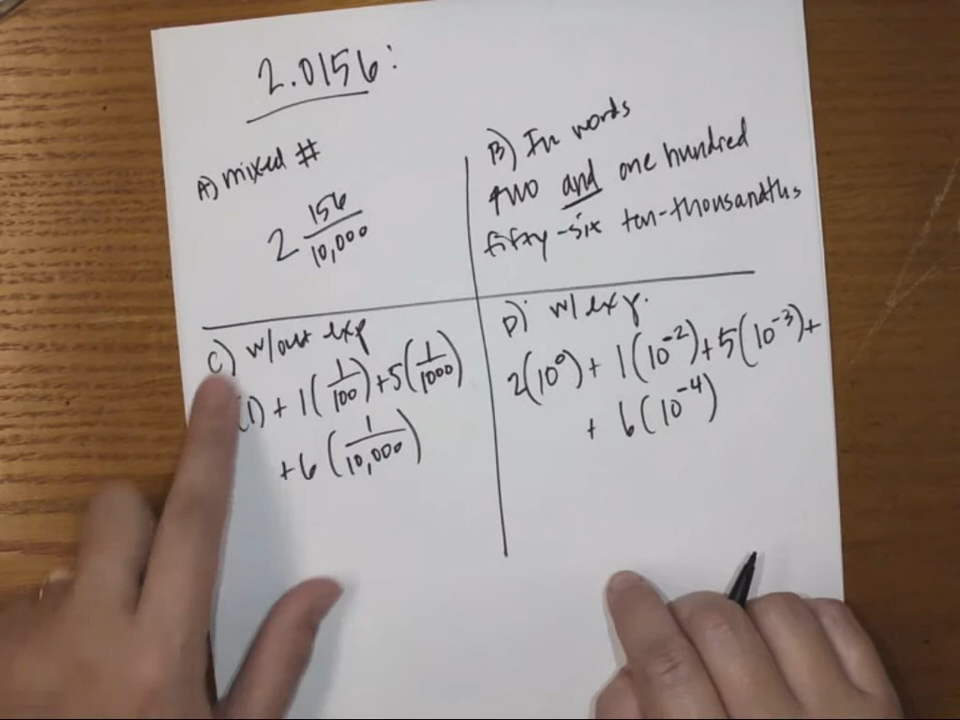 2.0156:
A) mixed #
2 156/10,000
B) In words
two and one hundred
fifty-six ten-thousandths
C) w/out exp
(1) + 1(1/100) + 5(1/1000)
+ 6(1/10,000)
D) w/ exp.
2(10⁰) + 1(10⁻²) + 5(10⁻³) +
+ 6(10⁻⁴)